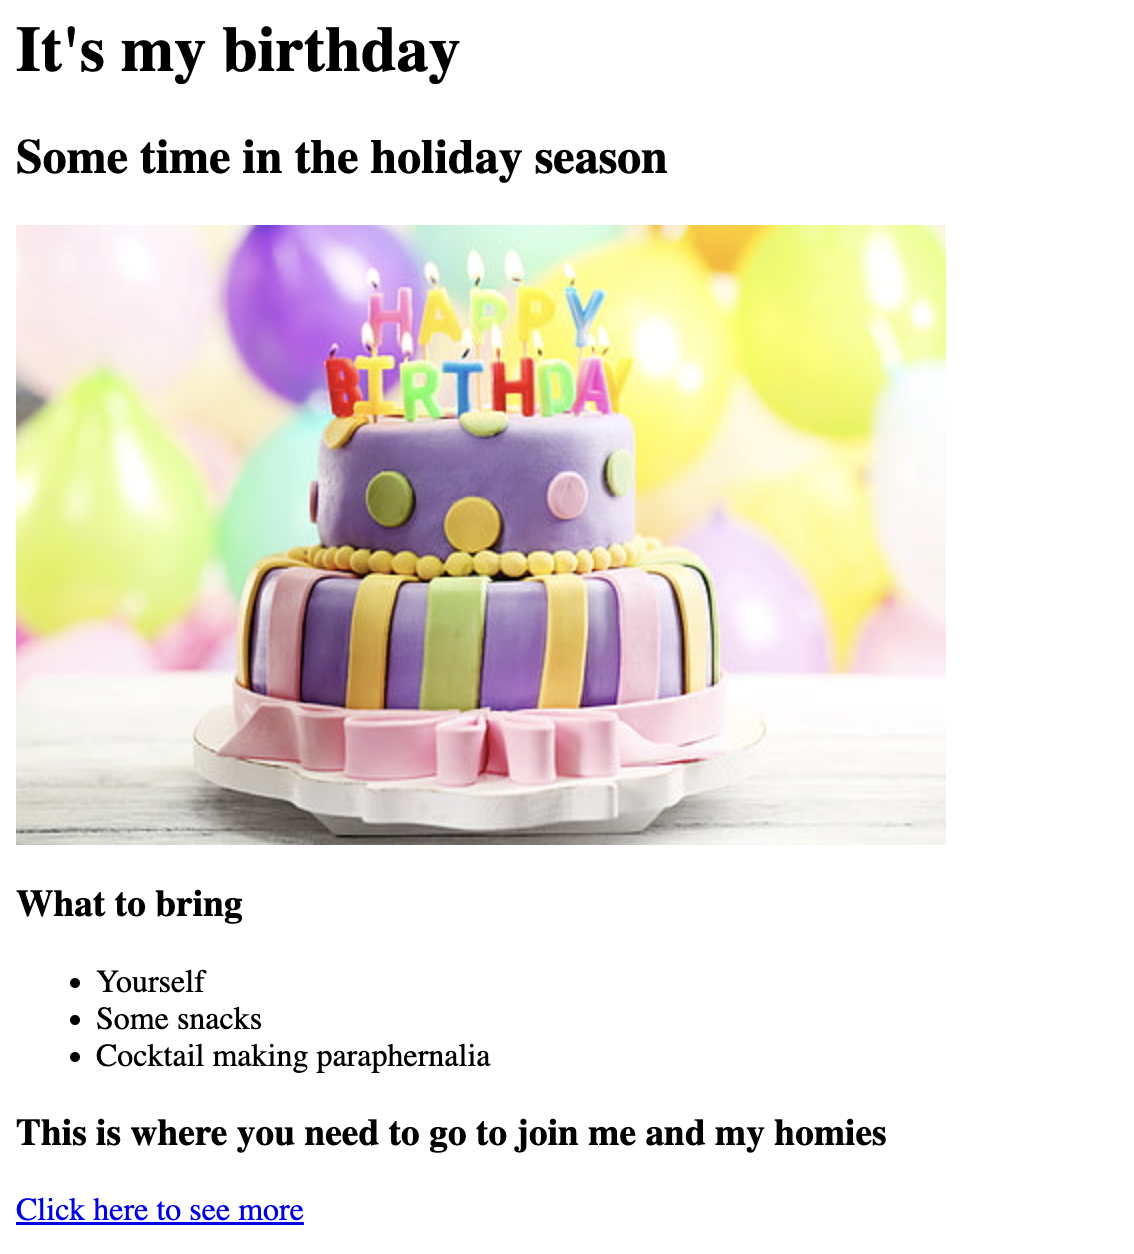 It's my birthday
Some time in the holiday season
HAPPY
BIRTHDAY
What to bring
Yourself
Some snacks
Cocktail making paraphernalia
This is where you need to go to join me and my homies
Click here to see more